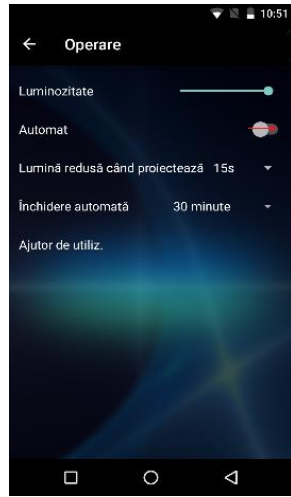 10:51
Operare
Luminozitate
Automat
Lumină redusă când proiectează 15s
Închidere automată 30 minute
Ajutor de utiliz.